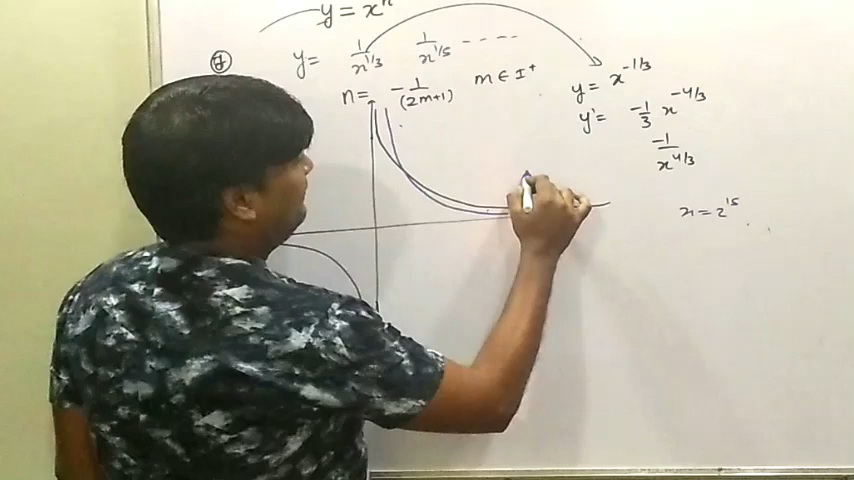 y = xⁿ
⑦ y = 1/x^{1/3} 1/x^{1/5} - - - -
n = -1/(2m+1) m ∈ I⁺
y = x^{-1/3}
y' = -1/3 x^{-4/3}
-1/x^{4/3}
x = 2^{15}